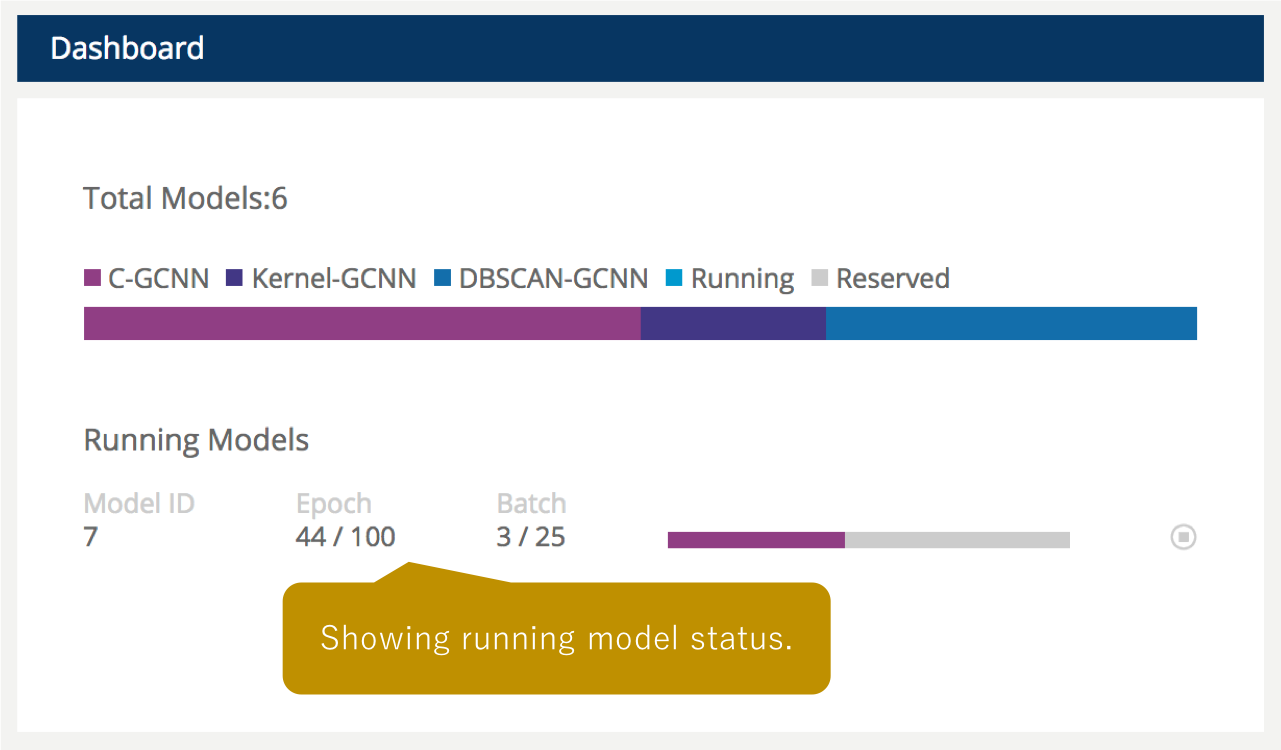 Dashboard
Total Models:6
C-GCNN Kernel-GCNN DBSCAN-GCNN Running Reserved
Running Models
Model ID Epoch Batch
7 44 / 100 3 / 25
Showing running model status.